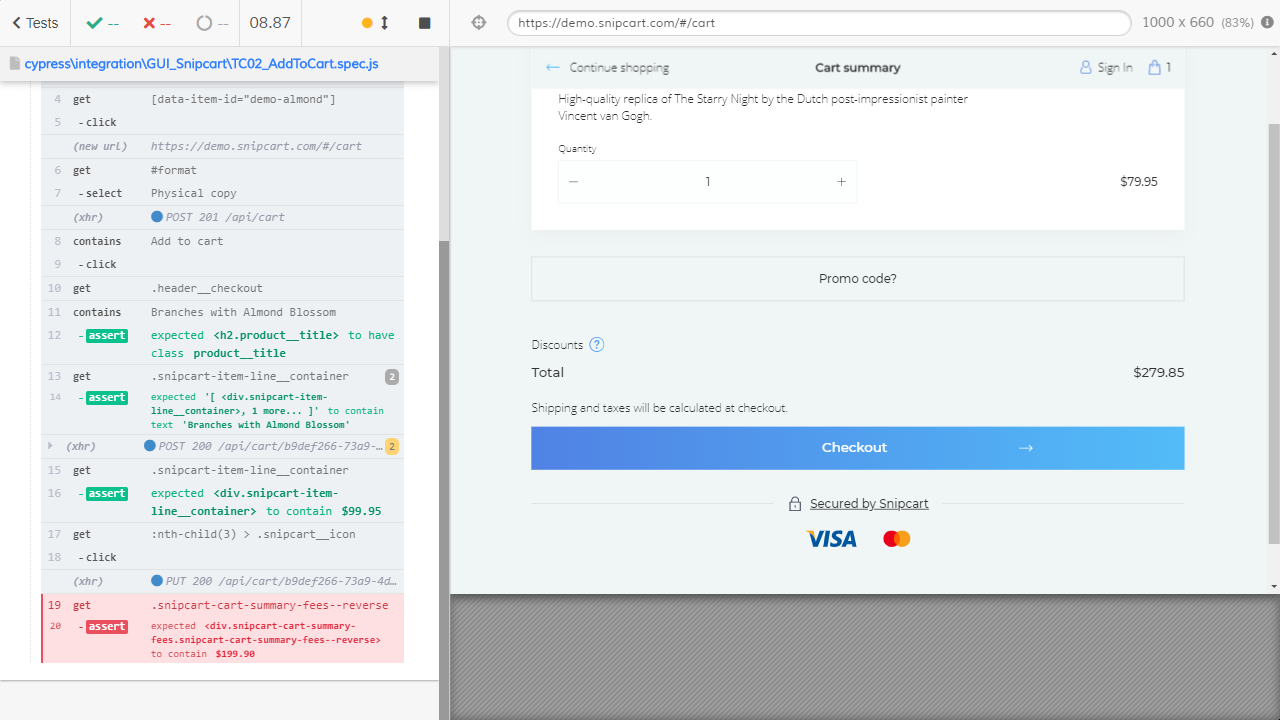 Tests
--
--
--
08.87
https://demo.snipcart.com/#/cart
1000 x 660 (83%)
cypress\integration\GUI_Snipcart\TC02_AddToCart.spec.js
4 get [data-item-id="demo-almond"]
5 -click
(new url) https://demo.snipcart.com/#/cart
6 get #format
7 -select Physical copy
(xhr) POST 201 /api/cart
8 contains Add to cart
9 -click
10 get .header__checkout
11 contains Branches with Almond Blossom
12 -assert expected <h2.product__title> to have
class product__title
13 get .snipcart-item-line__container 2
14 -assert expected '[ <div.snipcart-item-
line__container>, 1 more... ]' to contain
text 'Branches with Almond Blossom'
(xhr) POST 200 /api/cart/b9def266-73a9-… 2
15 get .snipcart-item-line__container
16 -assert expected <div.snipcart-item-
line__container> to contain $99.95
17 get :nth-child(3) > .snipcart__icon
18 -click
(xhr) PUT 200 /api/cart/b9def266-73a9-4d…
19 get .snipcart-cart-summary-fees--reverse
20 -assert expected <div.snipcart-cart-summary-
fees.snipcart-cart-summary-fees--reverse>
to contain $199.90
Continue shopping
Cart summary
Sign In
1
High-quality replica of The Starry Night by the Dutch post-impressionist painter
Vincent van Gogh.
Quantity
− 1 +
$79.95
Promo code?
Discounts ?
Total $279.85
Shipping and taxes will be calculated at checkout.
Checkout
Secured by Snipcart
VISA